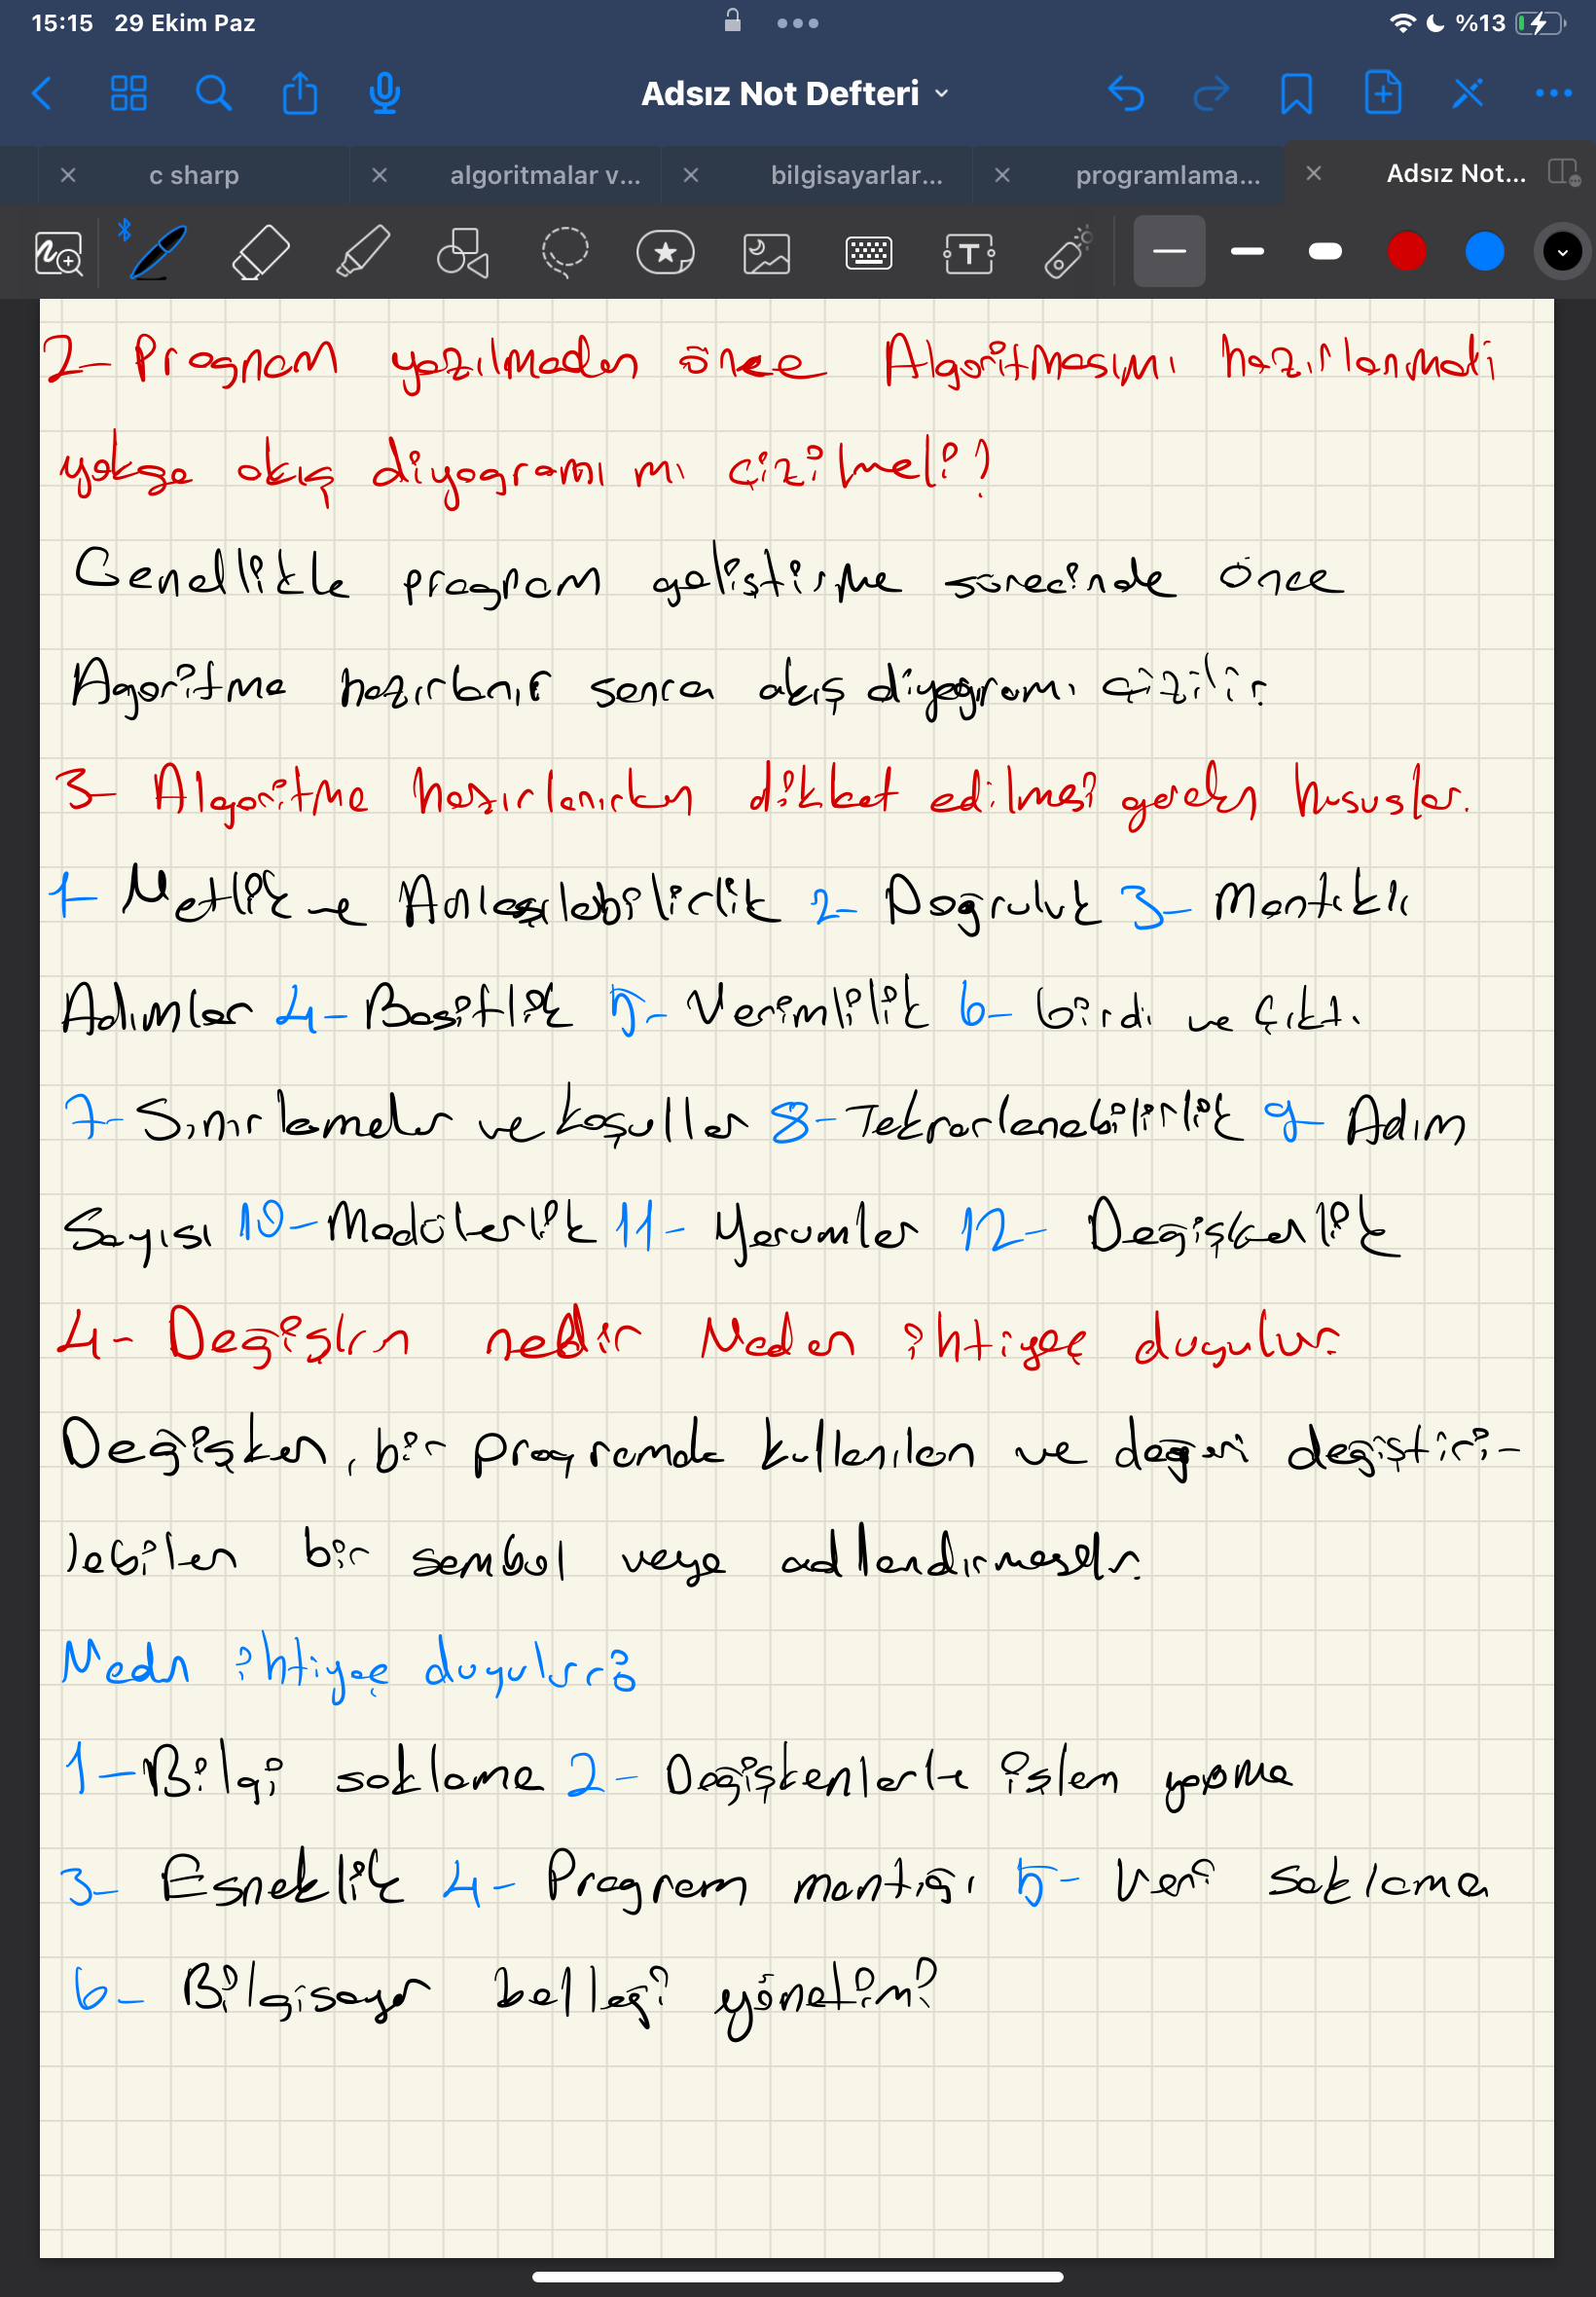 15:15 29 Ekim Paz %13
Adsız Not Defteri
c sharp algoritmalar v... bilgisayarlar... programlama... Adsız Not...
2- Program yazılmadan önce Algoritmasımı hazırlanmalı
yoksa akış diyagramı mı çizilmeli?
Genellikle program geliştirme sürecinde önce
Agoritma hazırlanır sonra akış diyagramı çizilir
3- Algoritma hazırlanırken dikkat edilmesi gereken hususlar.
1- Netlik ve Anlaşılabilirlik 2- Doğruluk 3- Mantıklı
Adımlar 4- Basitlik 5- Verimlilik 6- Girdi ve Çıktı
7- Sınırlamalar ve koşullar 8- Tekrarlanabilirlik 9- Adım
Sayısı 10- Modülerlik 11- Yorumlar 12- Değişkenlik
4- Değişken nedir Neden ihtiyaç duyulur
Değişken, bir programda kullanılan ve değeri değiştiri-
lebilen bir sembol veya adlandırmasıdır.
Neden ihtiyaç duyulur:
1- Bilgi saklama 2- Değişkenlerle işlem yapma
3- Esneklik 4- Program mantığı 5- Veri saklama
6- Bilgisayar belleği yönetimi